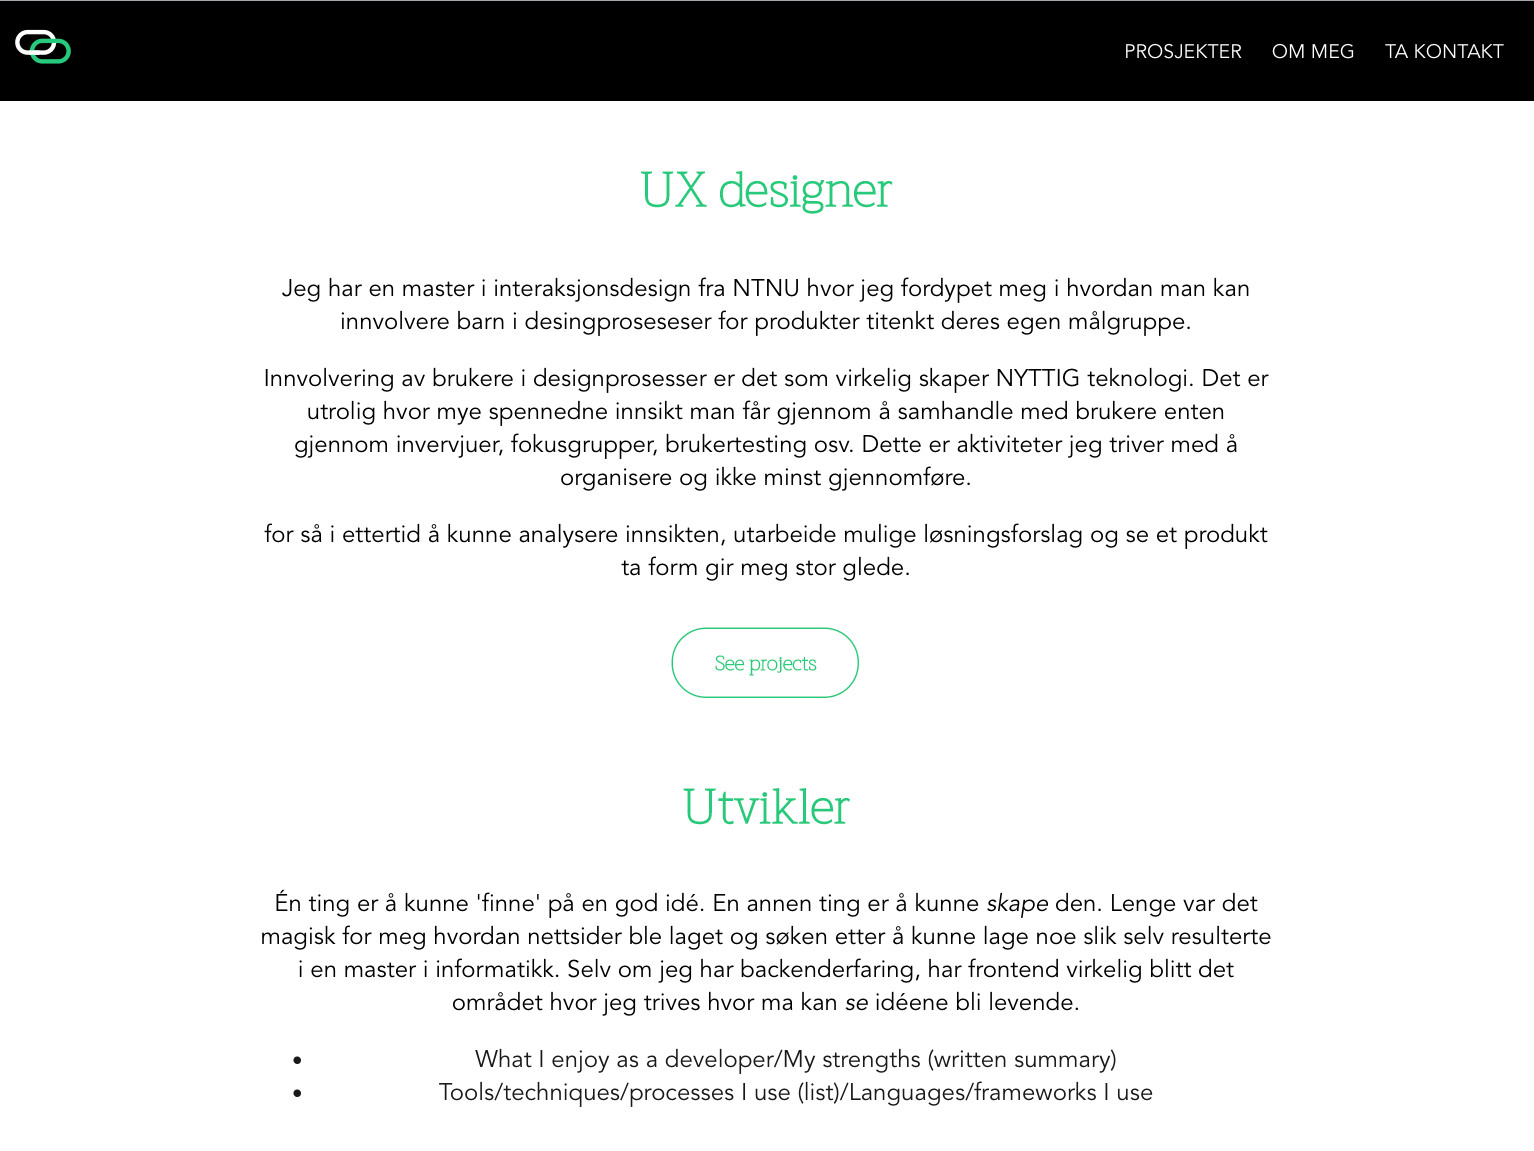 PROSJEKTER OM MEG TA KONTAKT
UX designer
Jeg har en master i interaksjonsdesign fra NTNU hvor jeg fordypet meg i hvordan man kan
innvolvere barn i desingproseseser for produkter titenkt deres egen målgruppe.
Innvolvering av brukere i designprosesser er det som virkelig skaper NYTTIG teknologi. Det er
utrolig hvor mye spennedne innsikt man får gjennom å samhandle med brukere enten
gjennom invervjuer, fokusgrupper, brukertesting osv. Dette er aktiviteter jeg triver med å
organisere og ikke minst gjennomføre.
for så i ettertid å kunne analysere innsikten, utarbeide mulige løsningsforslag og se et produkt
ta form gir meg stor glede.
See projects
Utvikler
Én ting er å kunne 'finne' på en god idé. En annen ting er å kunne skape den. Lenge var det
magisk for meg hvordan nettsider ble laget og søken etter å kunne lage noe slik selv resulterte
i en master i informatikk. Selv om jeg har backenderfaring, har frontend virkelig blitt det
området hvor jeg trives hvor ma kan se idéene bli levende.
• What I enjoy as a developer/My strengths (written summary)
• Tools/techniques/processes I use (list)/Languages/frameworks I use